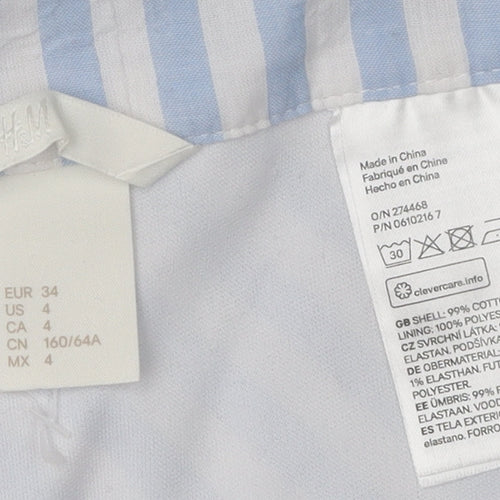 H&M
EUR 34
US 4
CA 4
CN 160/64A
MX 4
Made in China
Fabriqué en Chine
Hecho en China
O/N 274468
P/N 0610216 7
30
clevercare.info
GB SHELL: 99% COTT
LINING: 100% POLYES
CZ SVRCHNÍ LÁTKA:
ELASTAN. PODŠÍVKA
DE OBERMATERIA
1% ELASTHAN. FUT
POLYESTER.
EE ÜMBRIS: 99% P
ELASTAAN. VOOD
ES TELA EXTERIO
elastano. FORRO